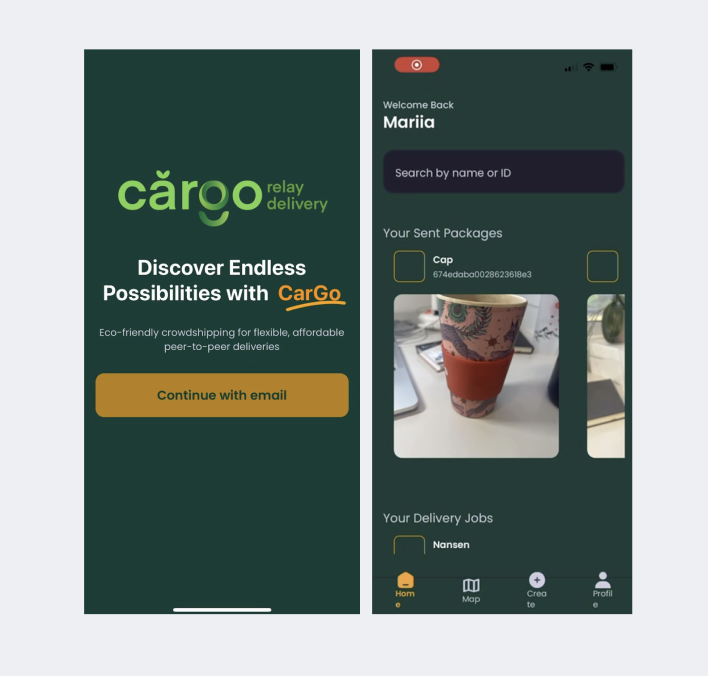 cărgo relay
delivery
Discover Endless
Possibilities with CarGo
Eco-friendly crowdshipping for flexible, affordable
peer-to-peer deliveries
Continue with email
Welcome Back
Mariia
Search by name or ID
Your Sent Packages
Cap
674edaba0028623618e3
Your Delivery Jobs
Nansen
Hom
e
Map
Crea
te
Profil
e